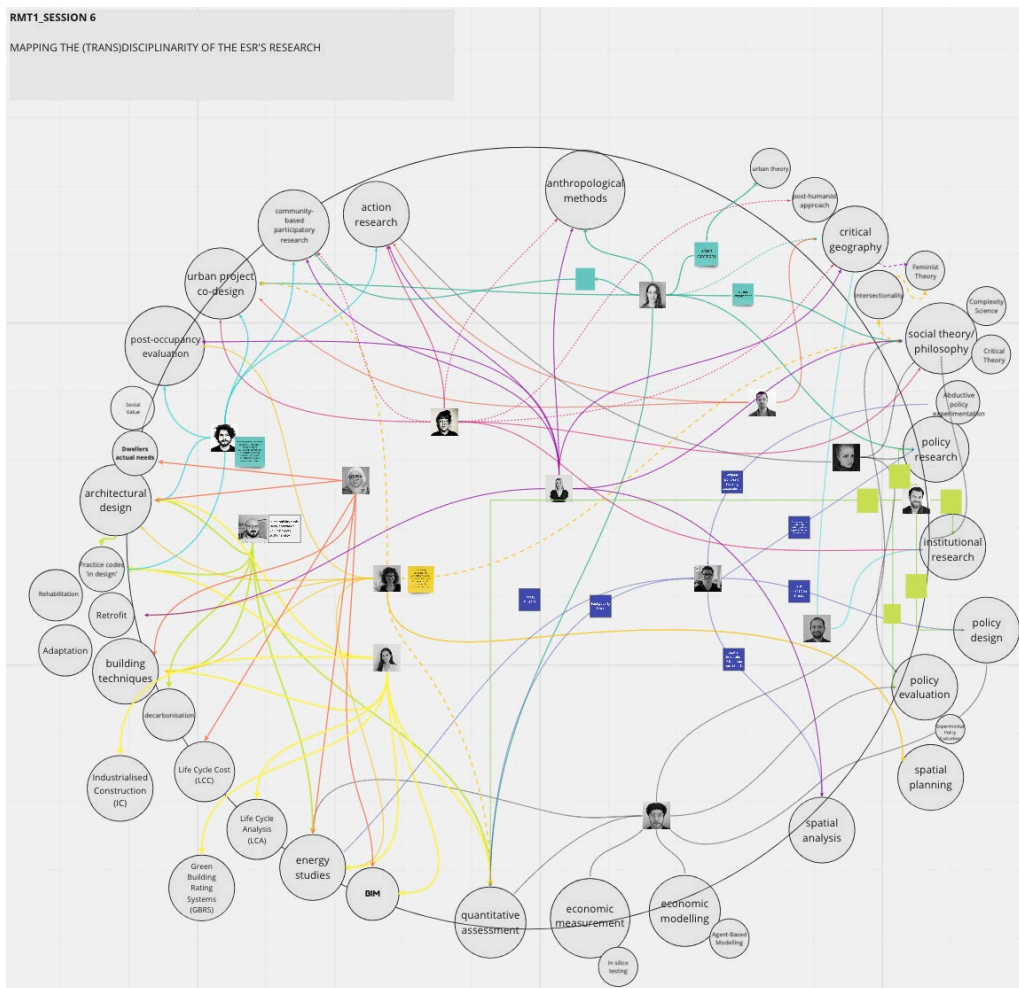 RMT1_SESSION 6
MAPPING THE (TRANS)DISCIPLINARITY OF THE ESR'S RESEARCH
urban theory
anthropological
methods
post-humanist
approach
action
research
community-
based
participatory
research
critical
geography
Feminist
Theory
urban project
co-design
intersectionality
Complexity
Science
post-occupancy
evaluation
social theory/
philosophy
Critical
Theory
Social
Value
Abductive
policy
experimentation
Dwellers
actual needs
policy
research
architectural
design
institutional
research
Practice codes
'in design'
Rehabilitation
Retrofit
policy
design
Adaptation
building
techniques
policy
evaluation
decarbonisation
Experimental
Policy
Evaluation
Industrialised
Construction
(IC)
Life Cycle Cost
(LCC)
spatial
planning
Life Cycle
Analysis
(LCA)
spatial
analysis
energy
studies
Green
Building
Rating
Systems
(GBRS)
BIM
quantitative
assessment
economic
measurement
economic
modelling
Agent-Based
Modelling
In silico
testing